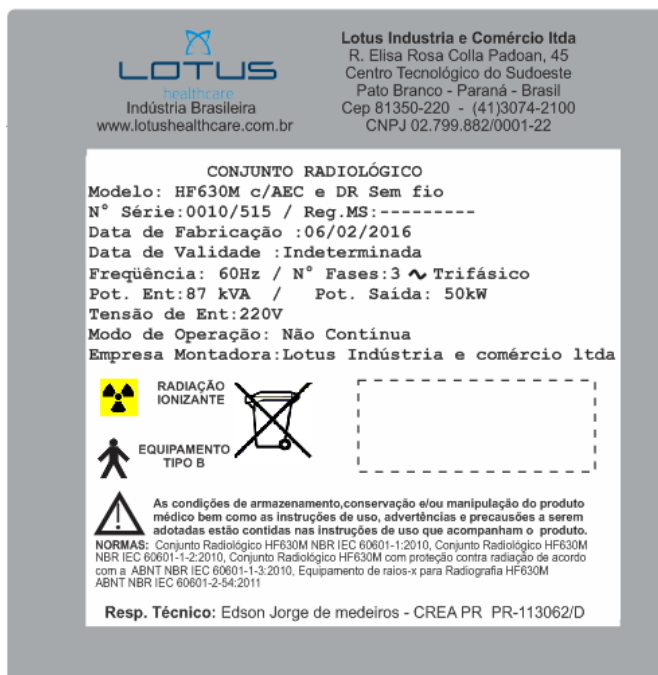 LOTUS
healthcare
Indústria Brasileira
www.lotushealthcare.com.br
Lotus Industria e Comércio ltda
R. Elisa Rosa Colla Padoan, 45
Centro Tecnológico do Sudoeste
Pato Branco - Paraná - Brasil
Cep 81350-220 - (41)3074-2100
CNPJ 02.799.882/0001-22
CONJUNTO RADIOLÓGICO
Modelo: HF630M c/AEC e DR Sem fio
N° Série:0010/515 / Reg.MS:---------
Data de Fabricação :06/02/2016
Data de Validade :Indeterminada
Freqüência: 60Hz / N° Fases:3 ~ Trifásico
Pot. Ent:87 kVA / Pot. Saída: 50kW
Tensão de Ent:220V
Modo de Operação: Não Contínua
Empresa Montadora:Lotus Indústria e comércio ltda
RADIAÇÃO
IONIZANTE
EQUIPAMENTO
TIPO B
As condições de armazenamento,conservação e/ou manipulação do produto
médico bem como as instruções de uso, advertências e precausões a serem
adotadas estão contidas nas instruções de uso que acompanham o produto.
NORMAS: Conjunto Radiológico HF630M NBR IEC 60601-1:2010, Conjunto Radiológico HF630M
NBR IEC 60601-1-2:2010, Conjunto Radiológico HF630M com proteção contra radiação de acordo
com a ABNT NBR IEC 60601-1-3:2010, Equipamento de raios-x para Radiografia HF630M
ABNT NBR IEC 60601-2-54:2011
Resp. Técnico: Edson Jorge de medeiros - CREA PR PR-113062/D